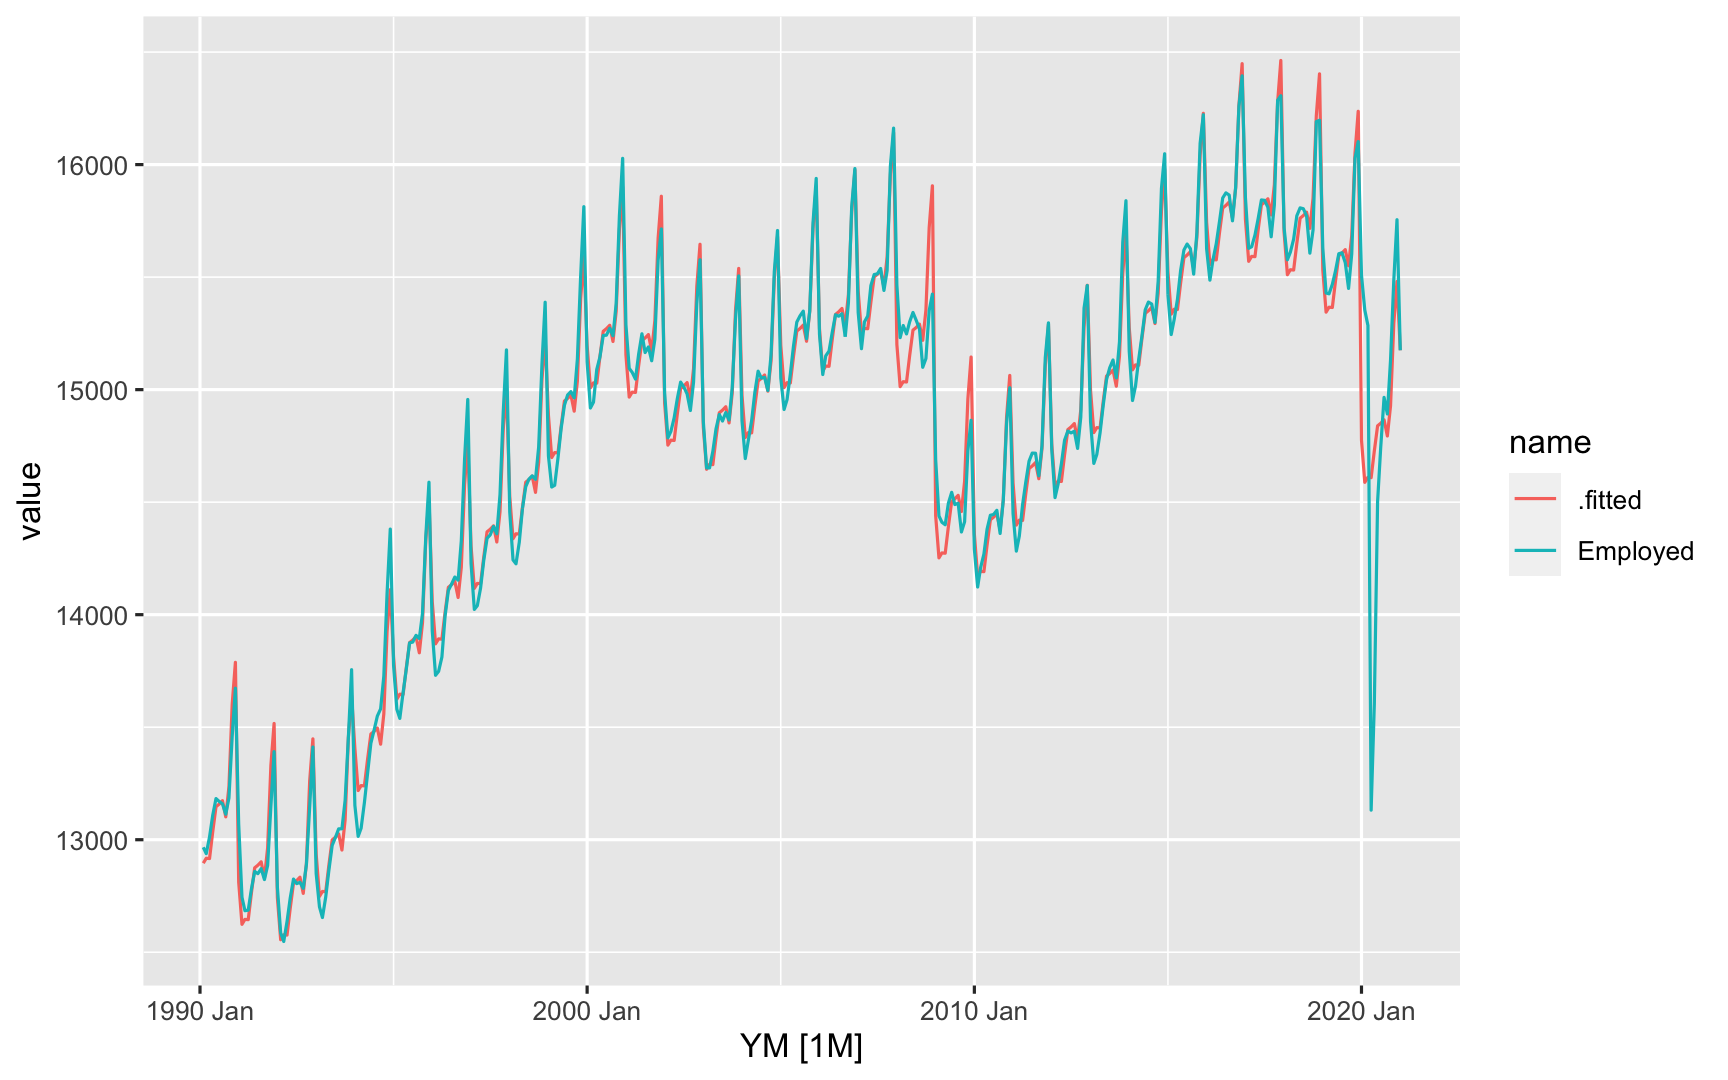 value
16000
15000
14000
13000
1990 Jan
2000 Jan
2010 Jan
2020 Jan
YM [1M]
name
.fitted
Employed